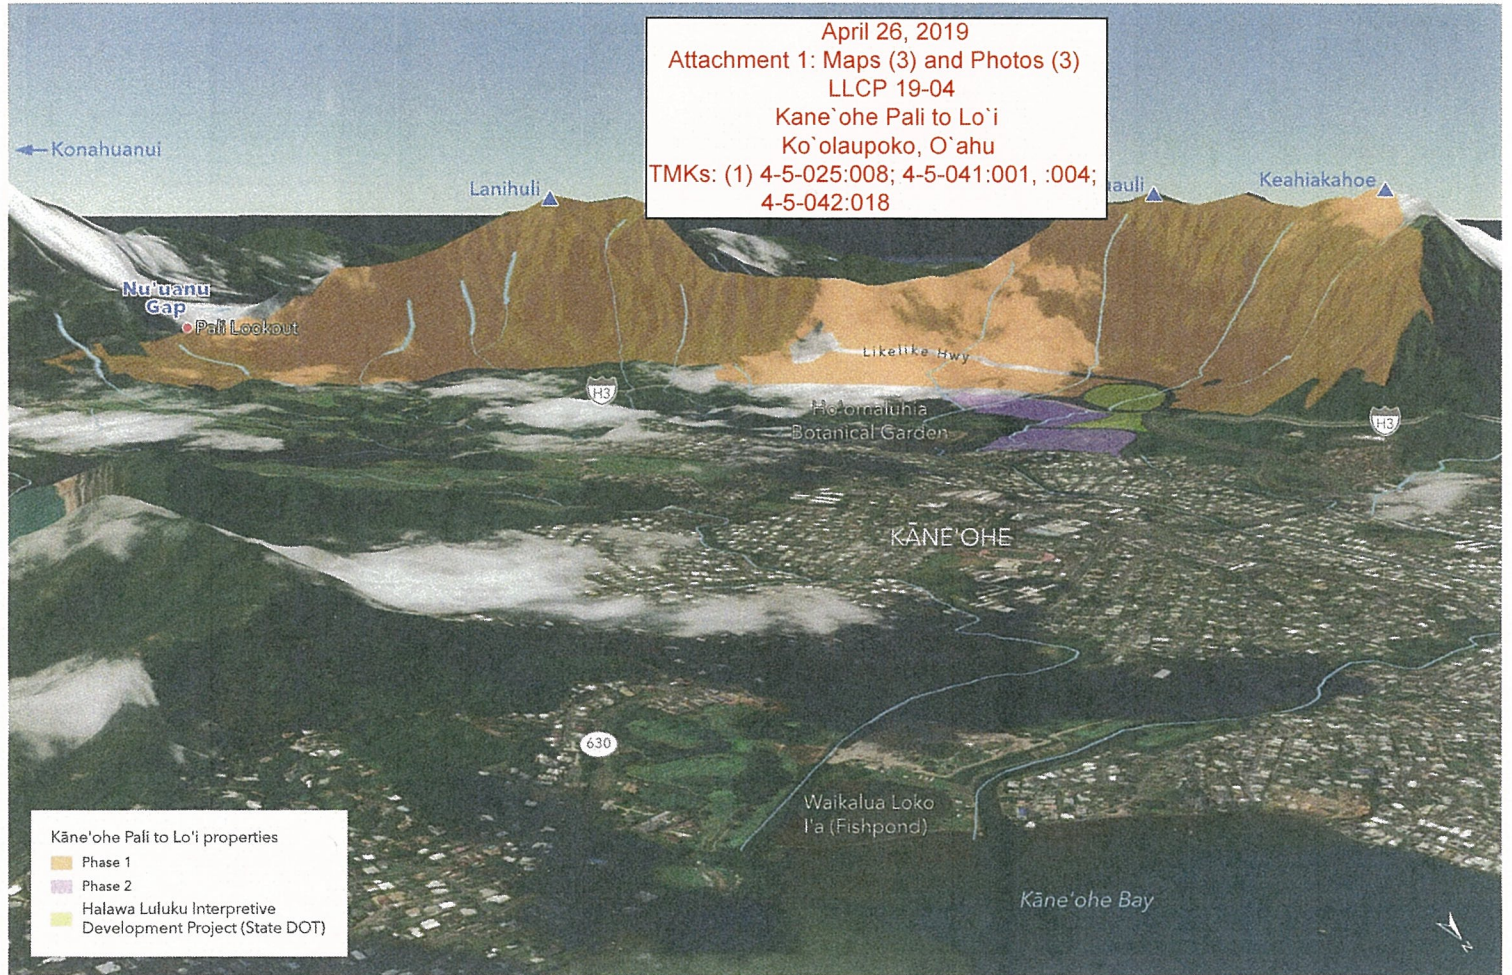 April 26, 2019
Attachment 1: Maps (3) and Photos (3)
LLCP 19-04
Kane`ohe Pali to Lo`i
Ko`olaupoko, O`ahu
TMKs: (1) 4-5-025:008; 4-5-041:001, :004;
4-5-042:018
Konahuanui
Lanihuli
auli
Keahiakahoe
Nu'uanu
Gap
Pali Lookout
Likelike Hwy
H3
Ho'omaluhia
Botanical Garden
H3
KĀNE'OHE
630
Waikalua Loko
I'a (Fishpond)
Kāne'ohe Bay
Kāne'ohe Pali to Lo'i properties
Phase 1
Phase 2
Halawa Luluku Interpretive
Development Project (State DOT)
N